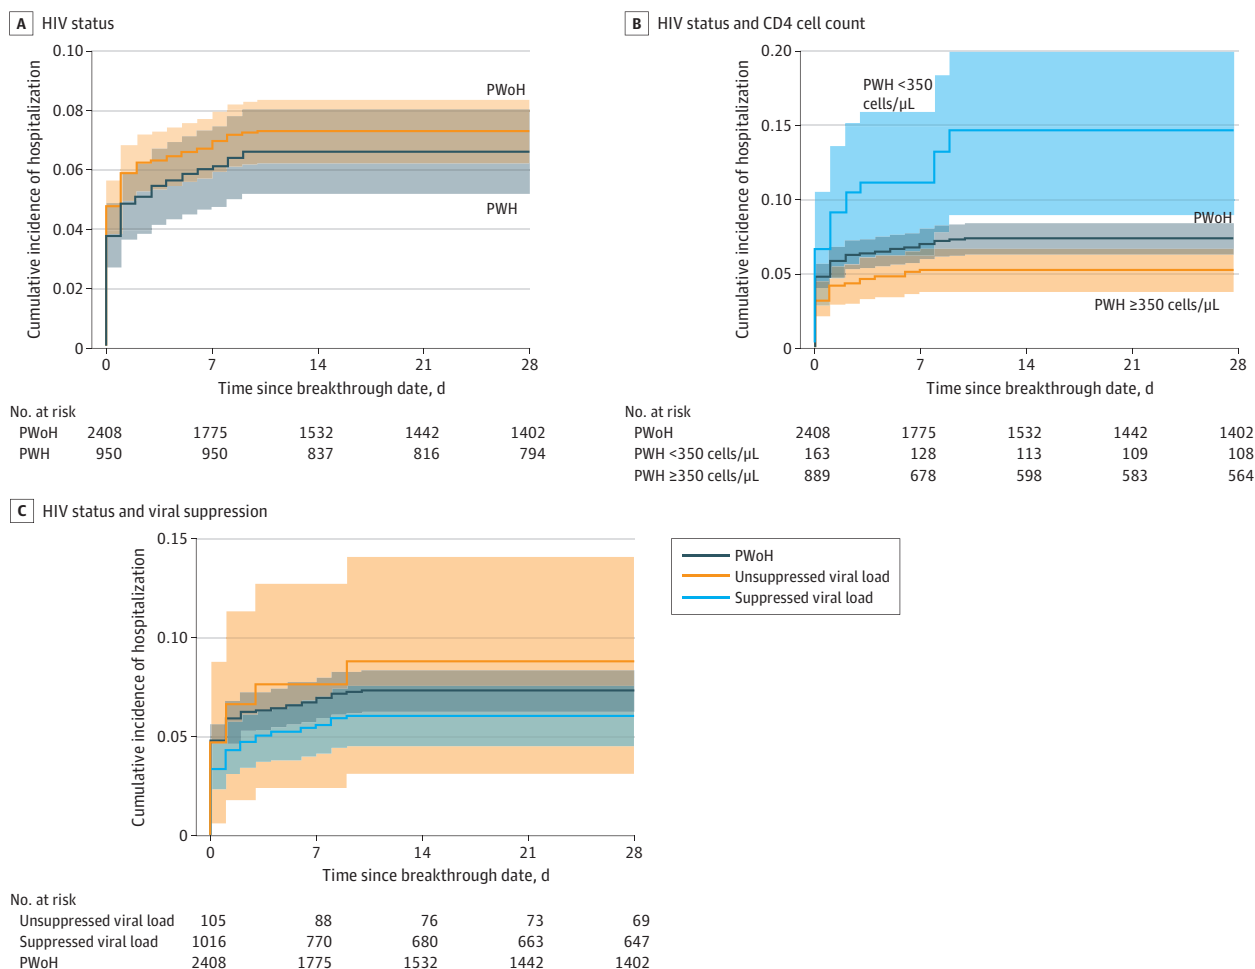 A HIV status
Cumulative incidence of hospitalization
0.10
0.08
0.06
0.04
0.02
0
PWoH
PWH
0 7 14 21 28
Time since breakthrough date, d
No. at risk
PWoH 2408 1775 1532 1442 1402
PWH 950 950 837 816 794
B HIV status and CD4 cell count
Cumulative incidence of hospitalization
0.20
0.15
0.10
0.05
0
PWH <350
cells/μL
PWoH
PWH ≥350 cells/μL
0 7 14 21 28
Time since breakthrough date, d
No. at risk
PWoH 2408 1775 1532 1442 1402
PWH <350 cells/μL 163 128 113 109 108
PWH ≥350 cells/μL 889 678 598 583 564
C HIV status and viral suppression
Cumulative incidence of hospitalization
0.15
0.10
0.05
0
0 7 14 21 28
Time since breakthrough date, d
PWoH
Unsuppressed viral load
Suppressed viral load
No. at risk
Unsuppressed viral load 105 88 76 73 69
Suppressed viral load 1016 770 680 663 647
PWoH 2408 1775 1532 1442 1402